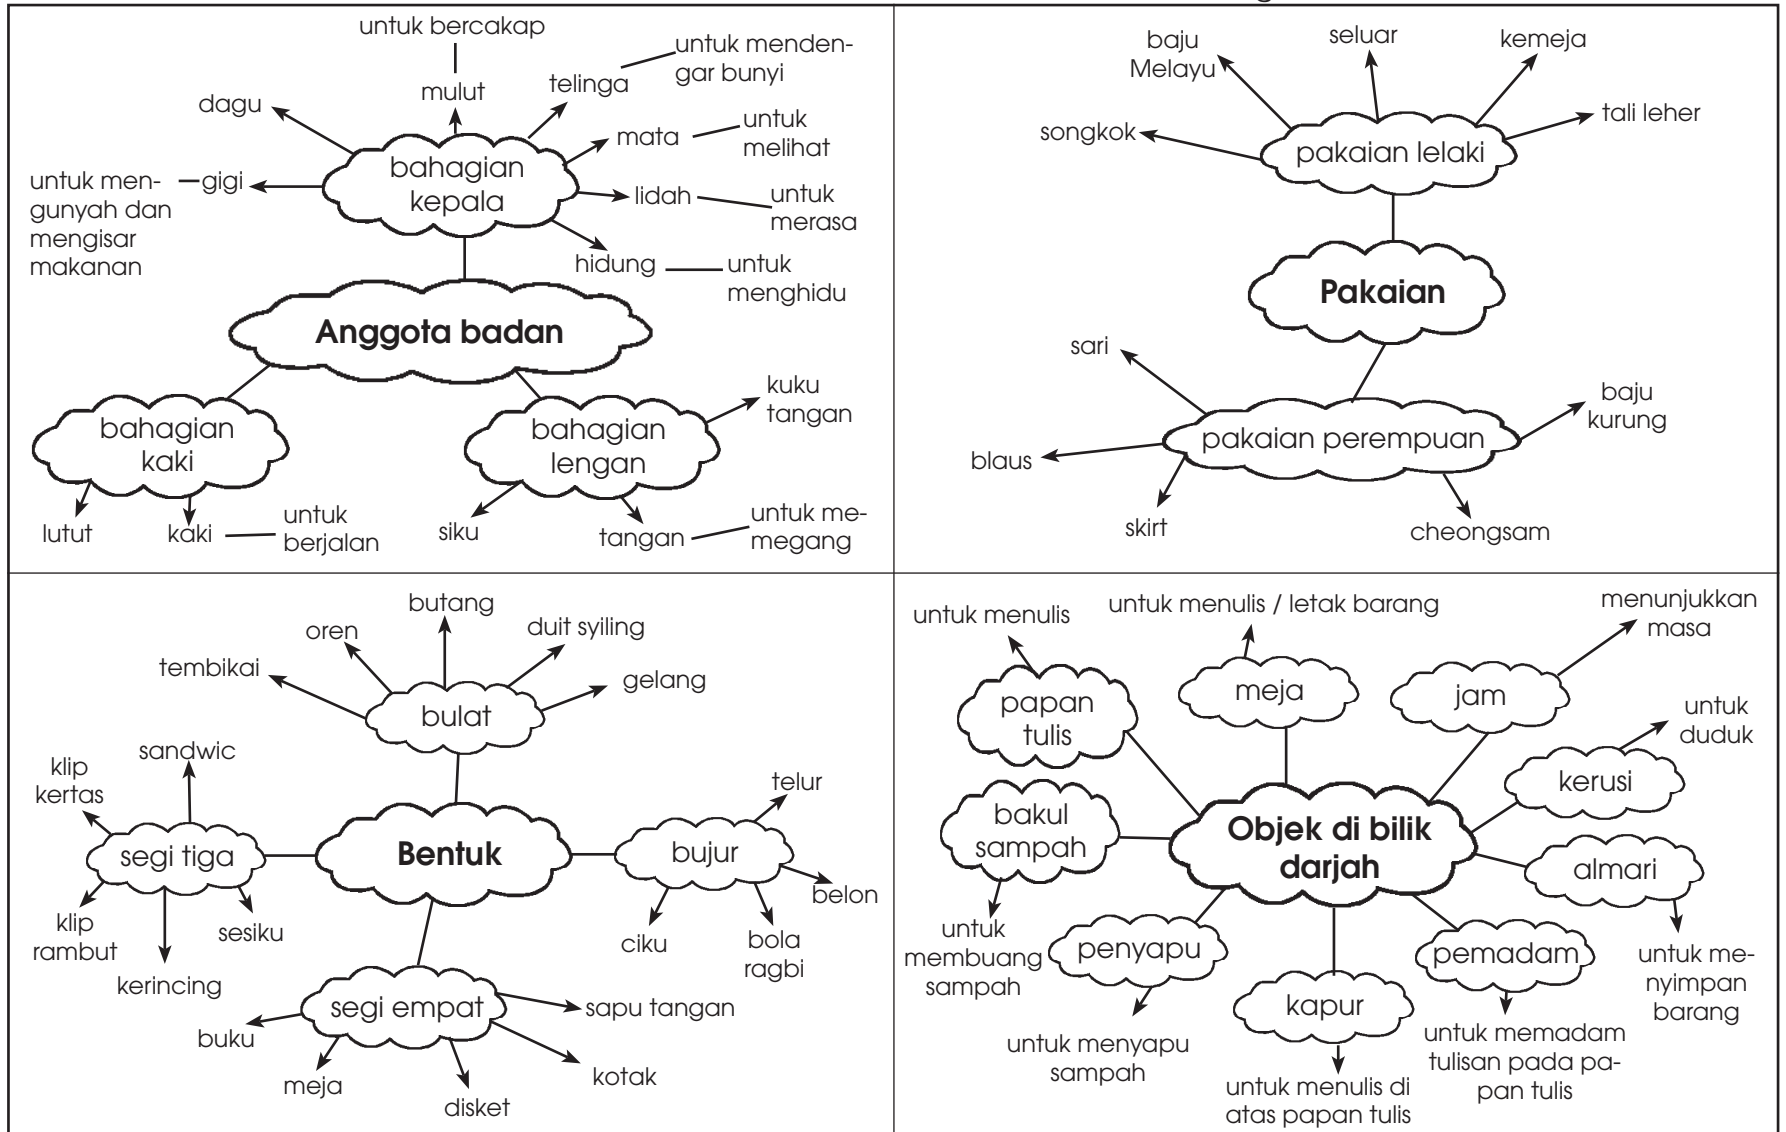 untuk bercakap
mulut
telinga
untuk menden-
gar bunyi
dagu
mata
untuk
melihat
bahagian
kepala
untuk men-
gunyah dan
mengisar
makanan
gigi
lidah
untuk
merasa
hidung
untuk
menghidu
Anggota badan
bahagian
kaki
lutut
kaki
untuk
berjalan
bahagian
lengan
kuku
tangan
siku
tangan
untuk me-
megang
baju
Melayu
seluar
kemeja
tali leher
songkok
pakaian lelaki
Pakaian
sari
baju
kurung
pakaian perempuan
blaus
skirt
cheongsam
butang
oren
duit syiling
tembikai
gelang
bulat
sandwic
klip
kertas
segi tiga
klip
rambut
kerincing
sesiku
Bentuk
telur
bujur
belon
ciku
bola
ragbi
segi empat
sapu tangan
buku
meja
disket
kotak
untuk menulis
untuk menulis / letak barang
menunjukkan
masa
papan
tulis
meja
jam
untuk
duduk
kerusi
bakul
sampah
Objek di bilik
darjah
almari
untuk
membuang
sampah
penyapu
pemadam
untuk me-
nyimpan
barang
kapur
untuk menyapu
sampah
untuk memadam
tulisan pada pa-
pan tulis
untuk menulis di
atas papan tulis